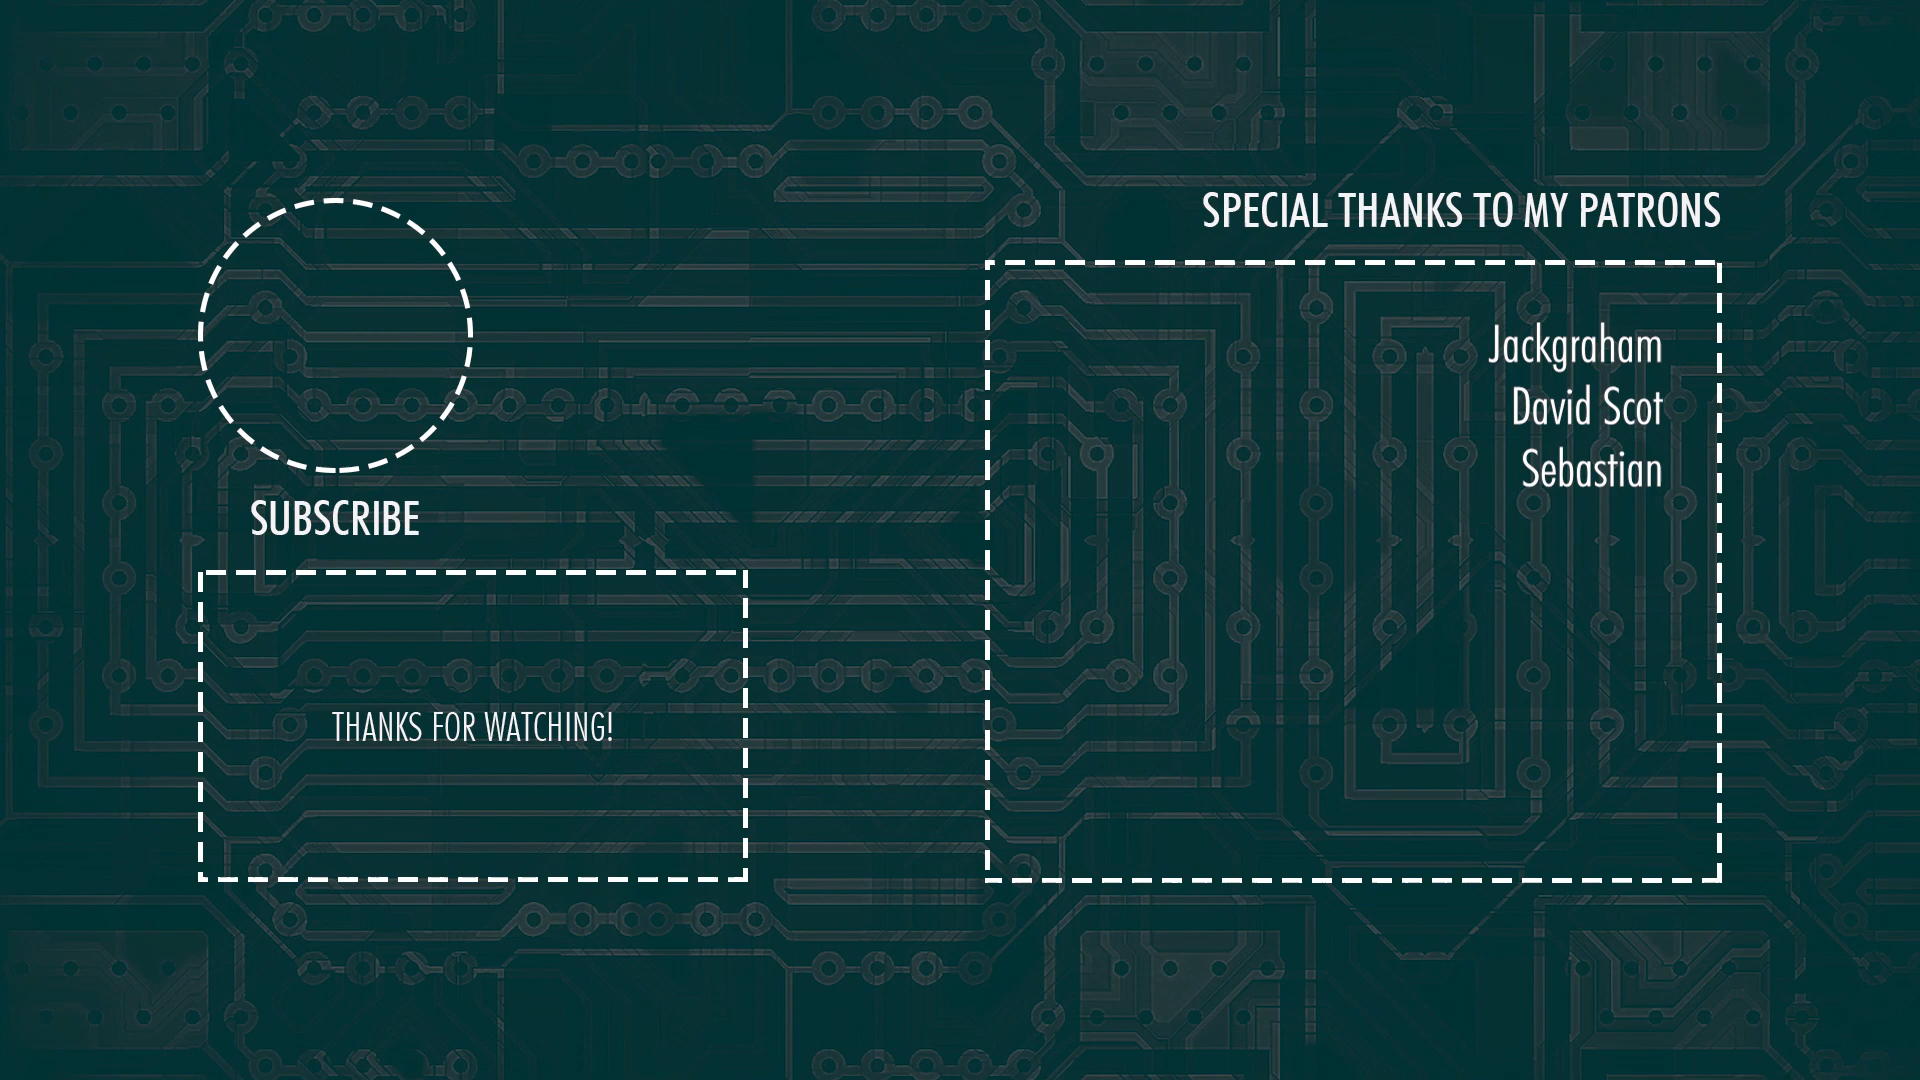 SPECIAL THANKS TO MY PATRONS
Jackgraham
David Scot
Sebastian
SUBSCRIBE
THANKS FOR WATCHING!